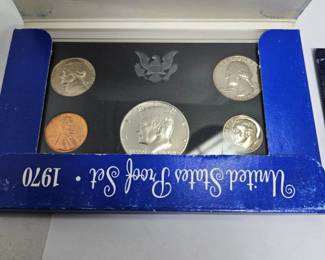 United States Proof Set · 1970